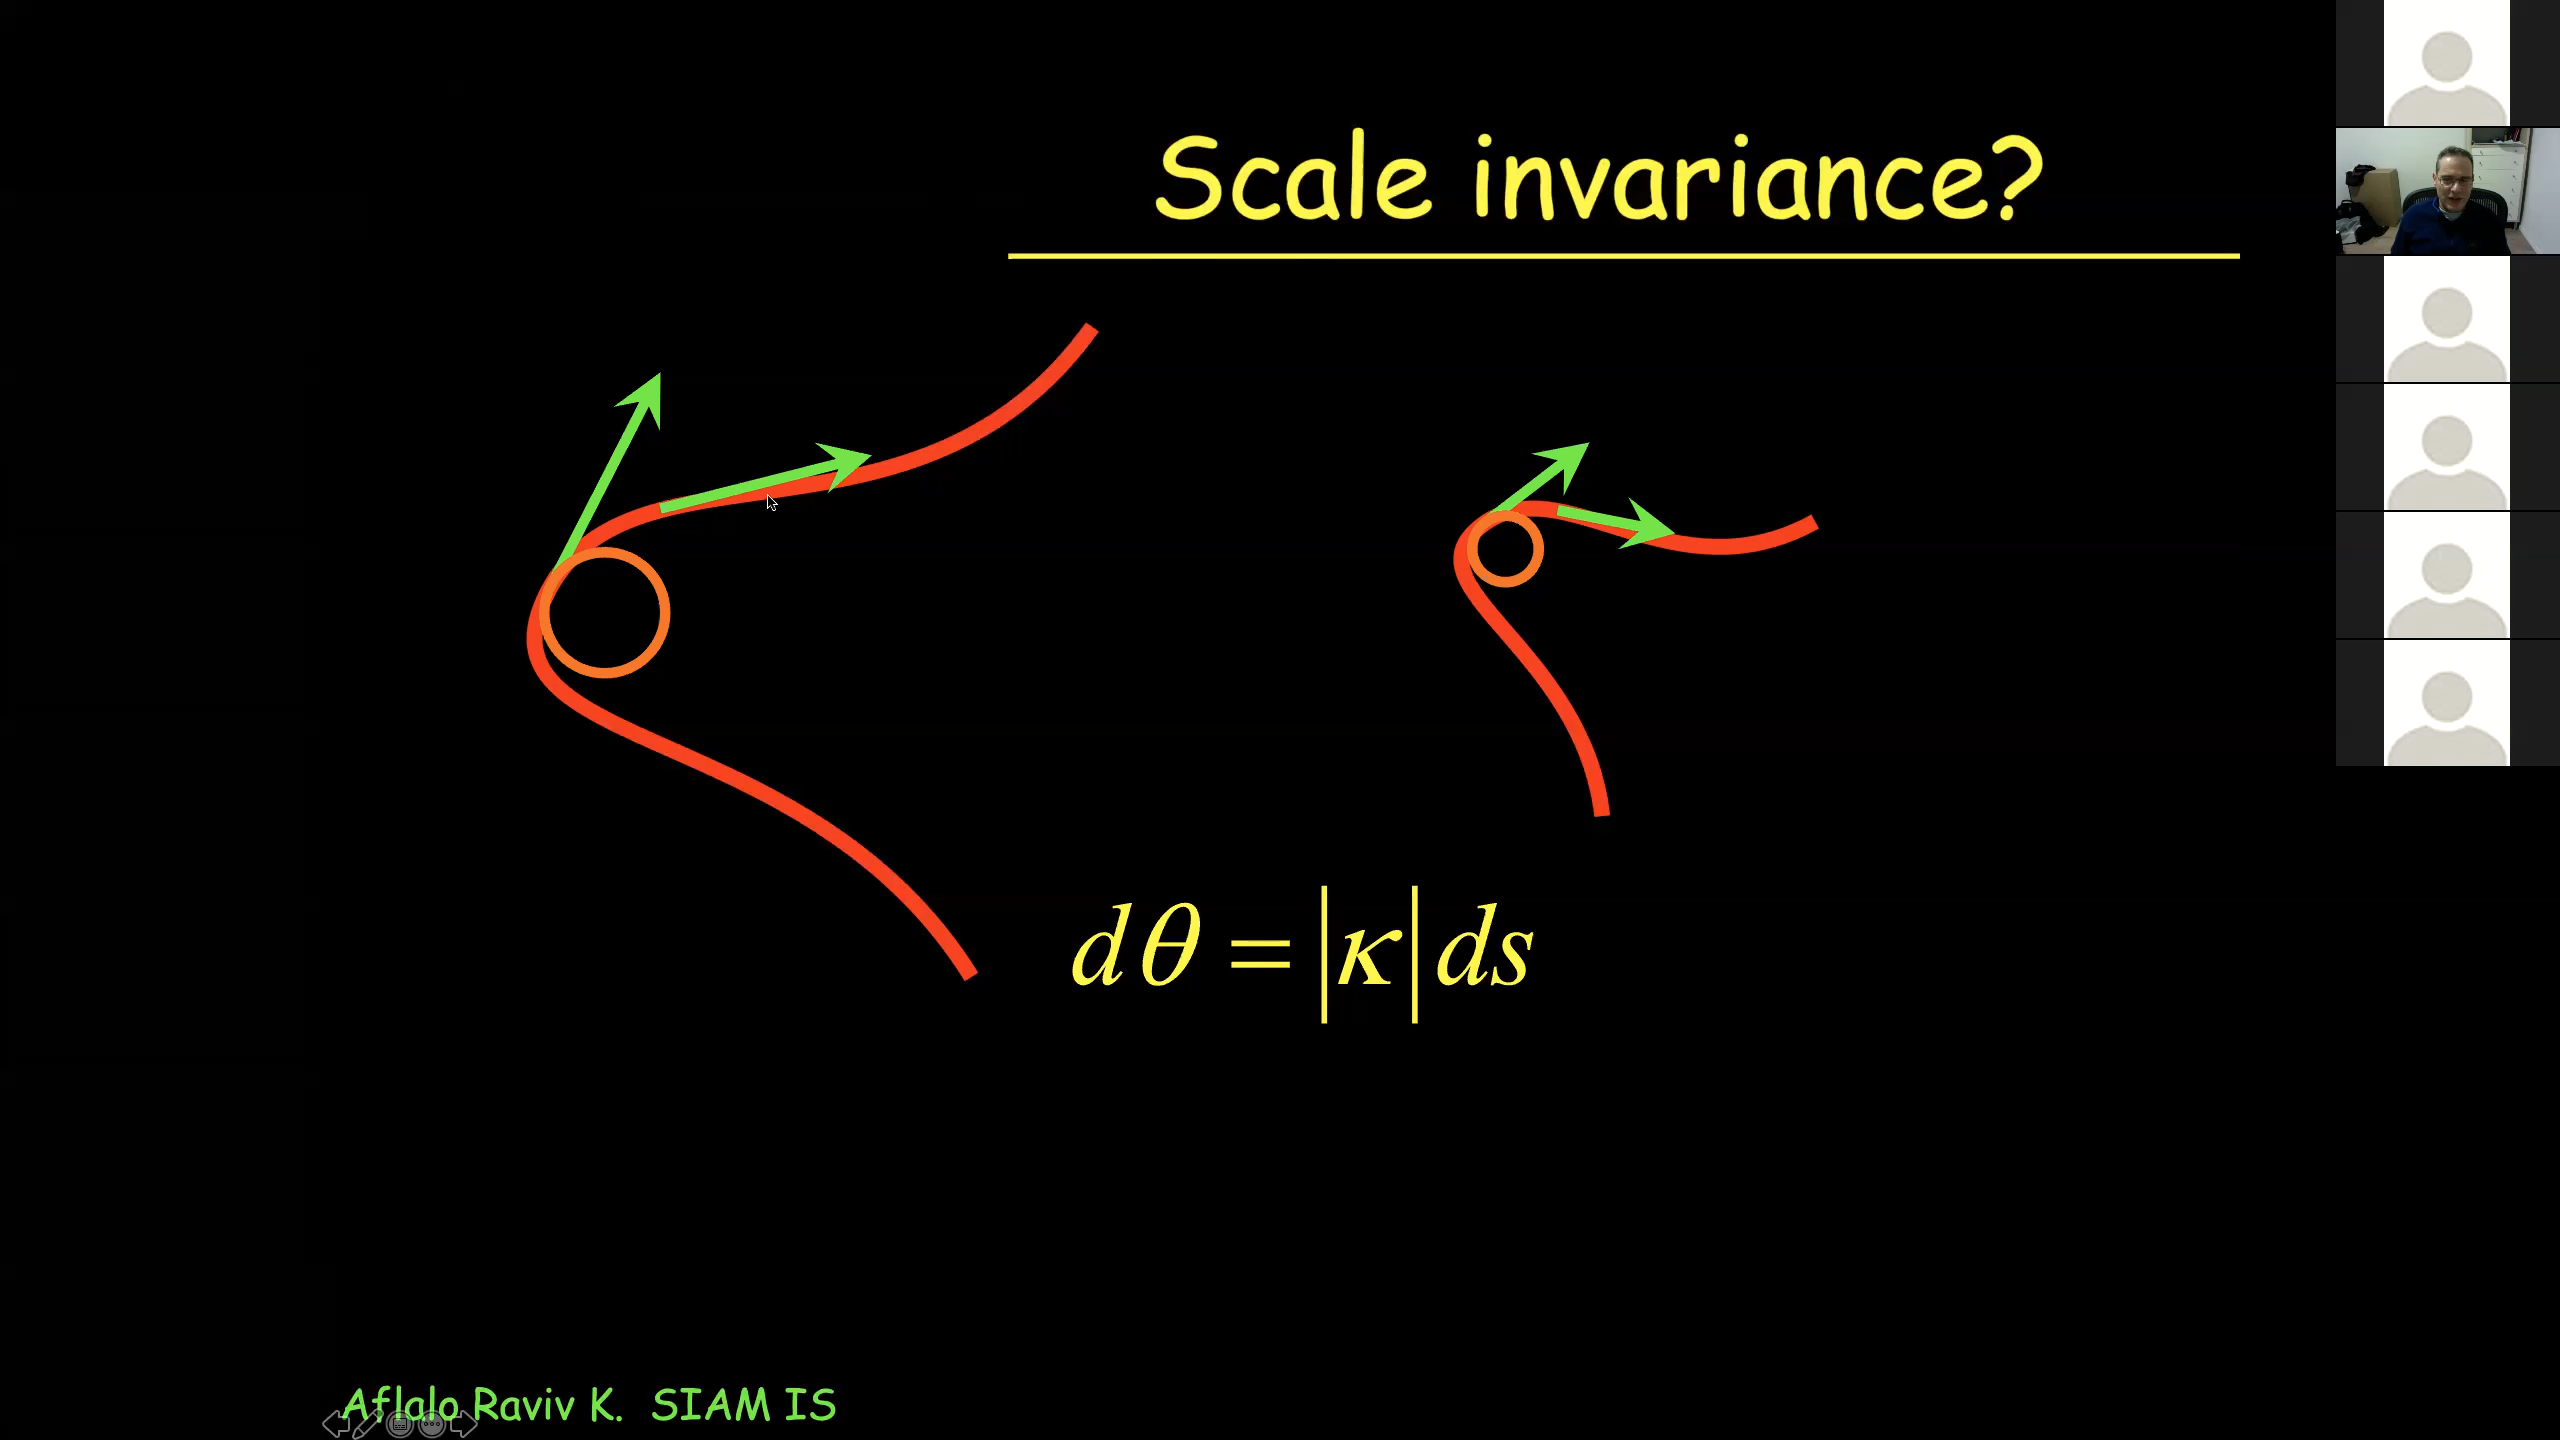 Scale invariance?
dθ = |κ| ds
Aflalo Raviv K. SIAM IS